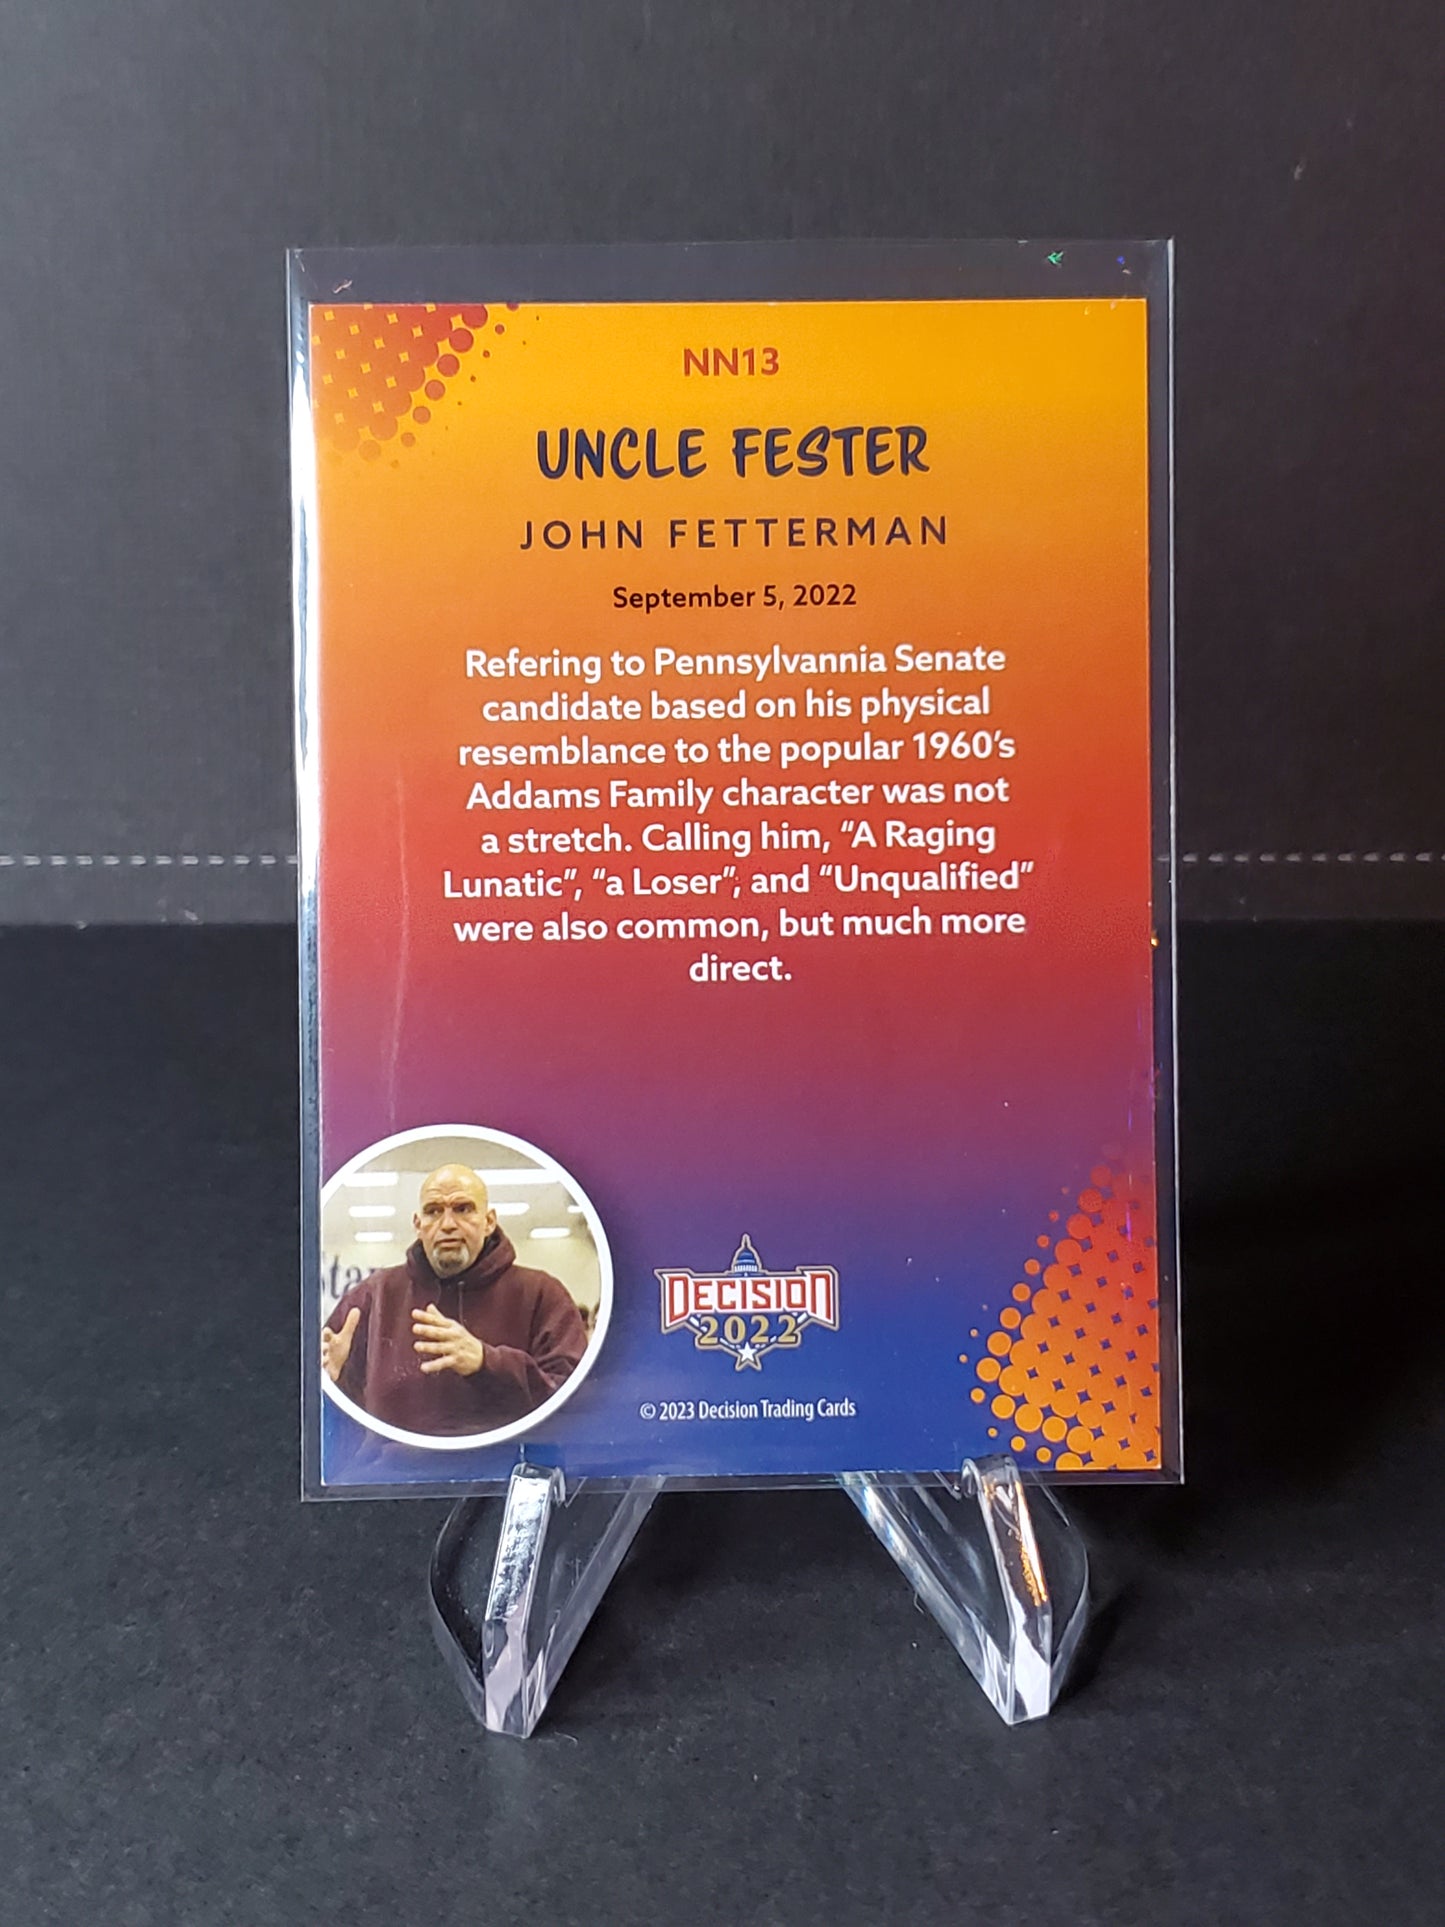 NN13
UNCLE FESTER
JOHN FETTERMAN
September 5, 2022
Refering to Pennsylvannia Senate
candidate based on his physical
resemblance to the popular 1960's
Addams Family character was not
a stretch. Calling him, “A Raging
Lunatic”, “a Loser”, and “Unqualified”
were also common, but much more
direct.
DECISION
2022
© 2023 Decision Trading Cards